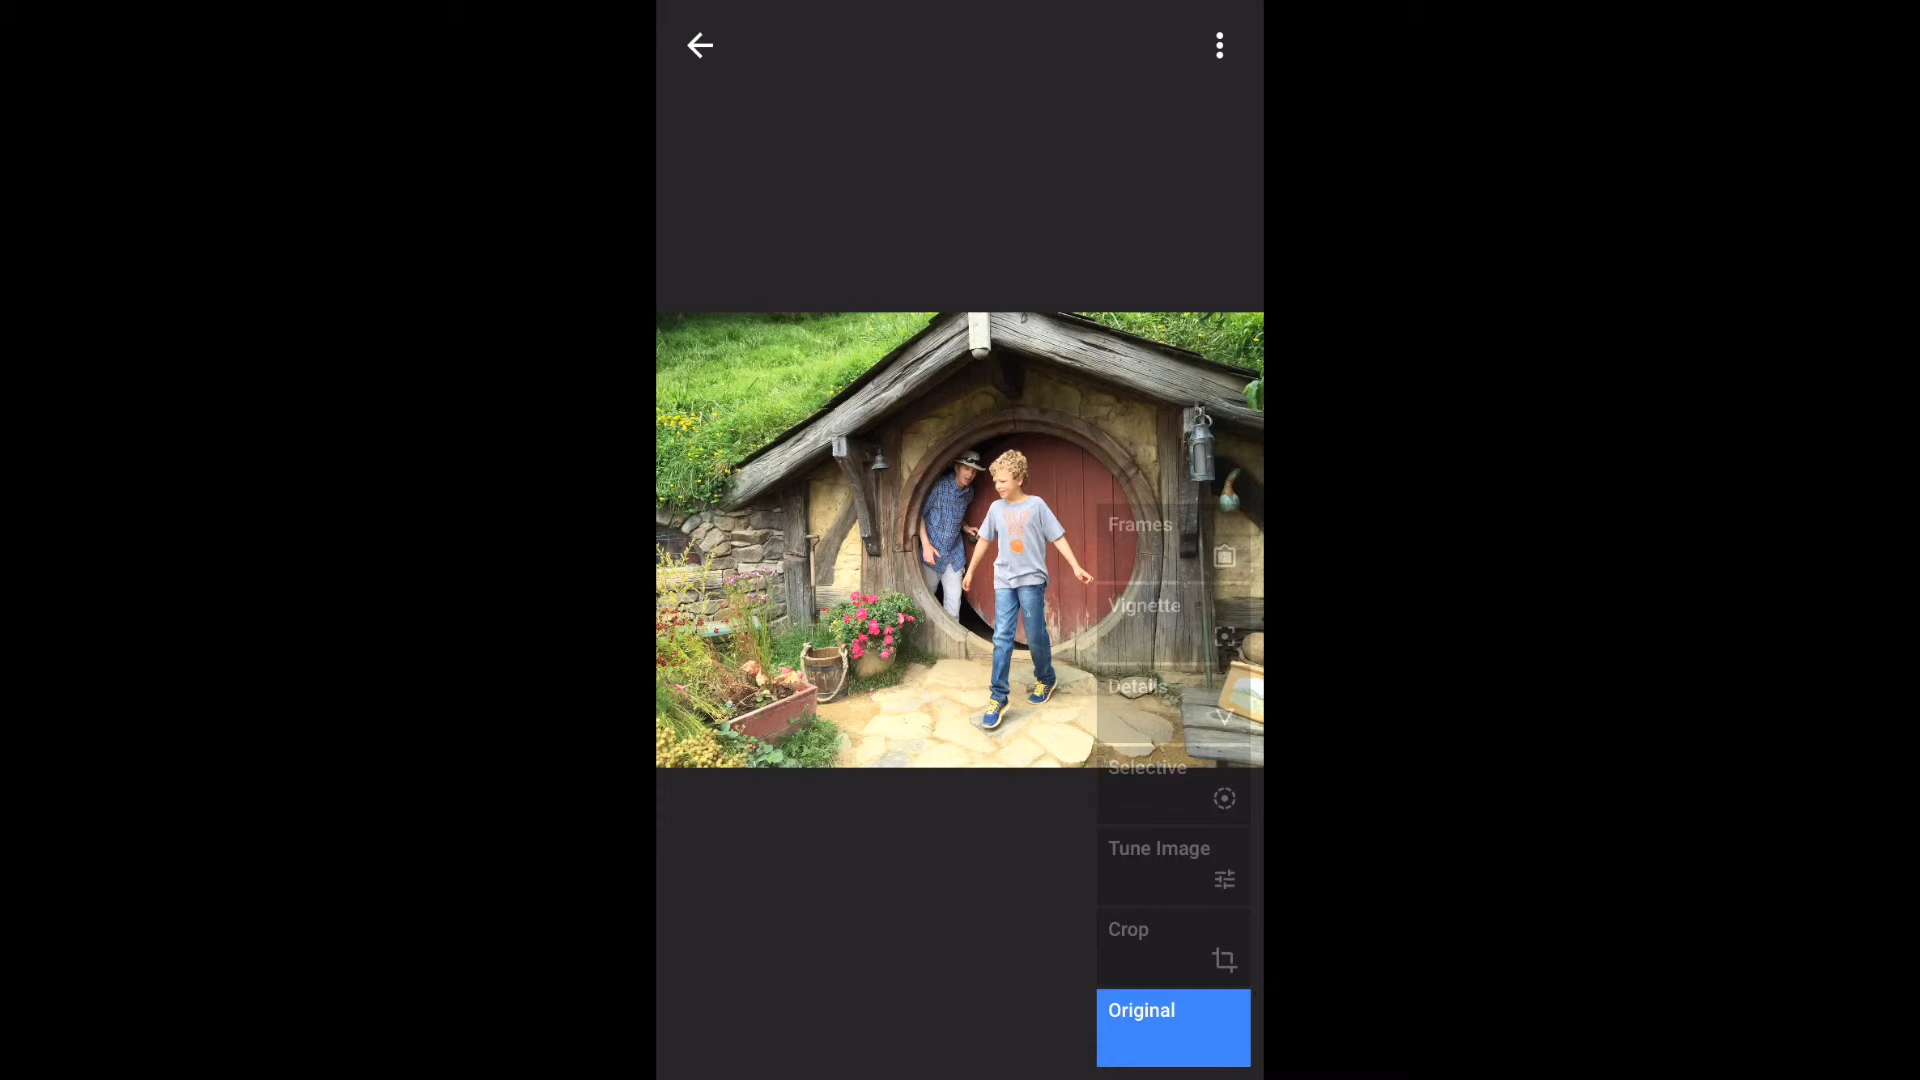 Frames
Vignette
Details
Selective
Tune Image
Crop
Original